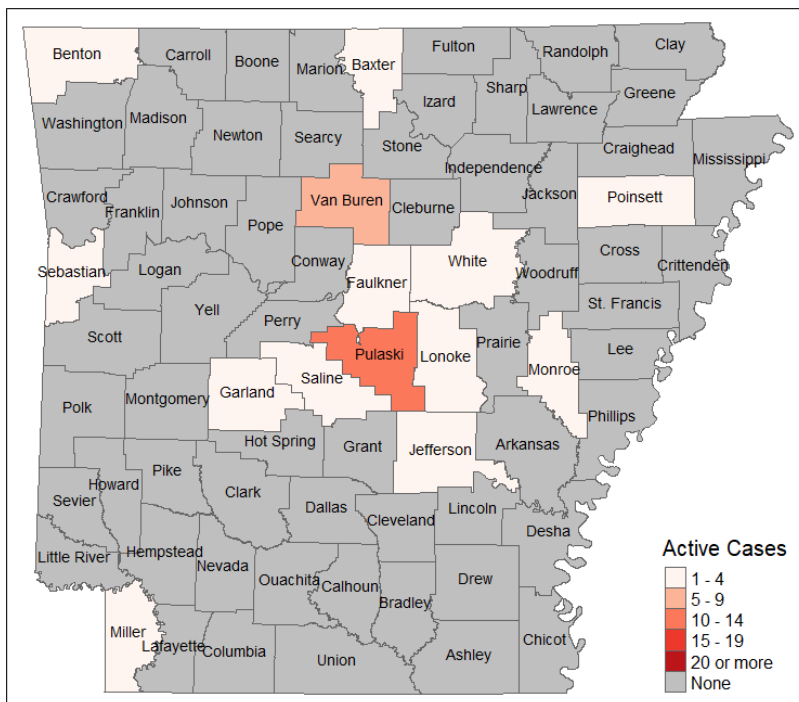 Benton
Carroll
Boone
Marion
Baxter
Fulton
Randolph
Clay
Sharp
Izard
Greene
Lawrence
Washington
Madison
Newton
Searcy
Stone
Independence
Craighead
Mississippi
Crawford
Franklin
Johnson
Pope
Van Buren
Cleburne
Jackson
Poinsett
Sebastian
Logan
Conway
Faulkner
White
Woodruff
Cross
Crittenden
St. Francis
Yell
Perry
Scott
Pulaski
Lonoke
Prairie
Lee
Monroe
Saline
Garland
Polk
Montgomery
Phillips
Hot Spring
Grant
Jefferson
Arkansas
Pike
Howard
Sevier
Clark
Dallas
Cleveland
Lincoln
Desha
Little River
Hempstead
Nevada
Ouachita
Calhoun
Bradley
Drew
Miller
Lafayette
Columbia
Union
Ashley
Chicot
Active Cases
1 - 4
5 - 9
10 - 14
15 - 19
20 or more
None